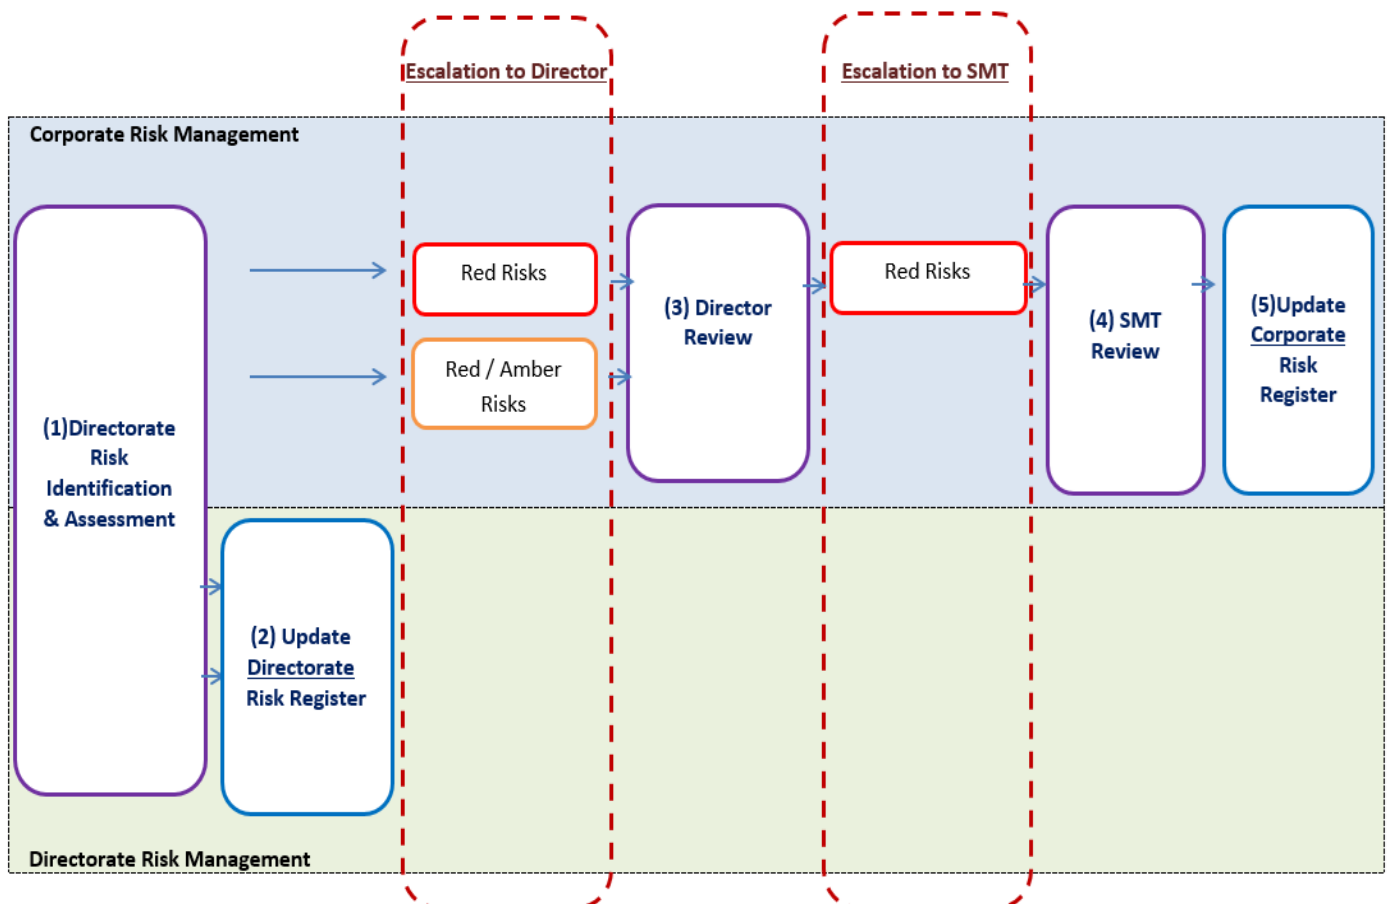 Escalation to Director
Escalation to SMT
Corporate Risk Management
Red Risks
Red / Amber
Risks
(3) Director
Review
Red Risks
(4) SMT
Review
(5)Update
Corporate
Risk
Register
(1)Directorate
Risk
Identification
& Assessment
(2) Update
Directorate
Risk Register
Directorate Risk Management